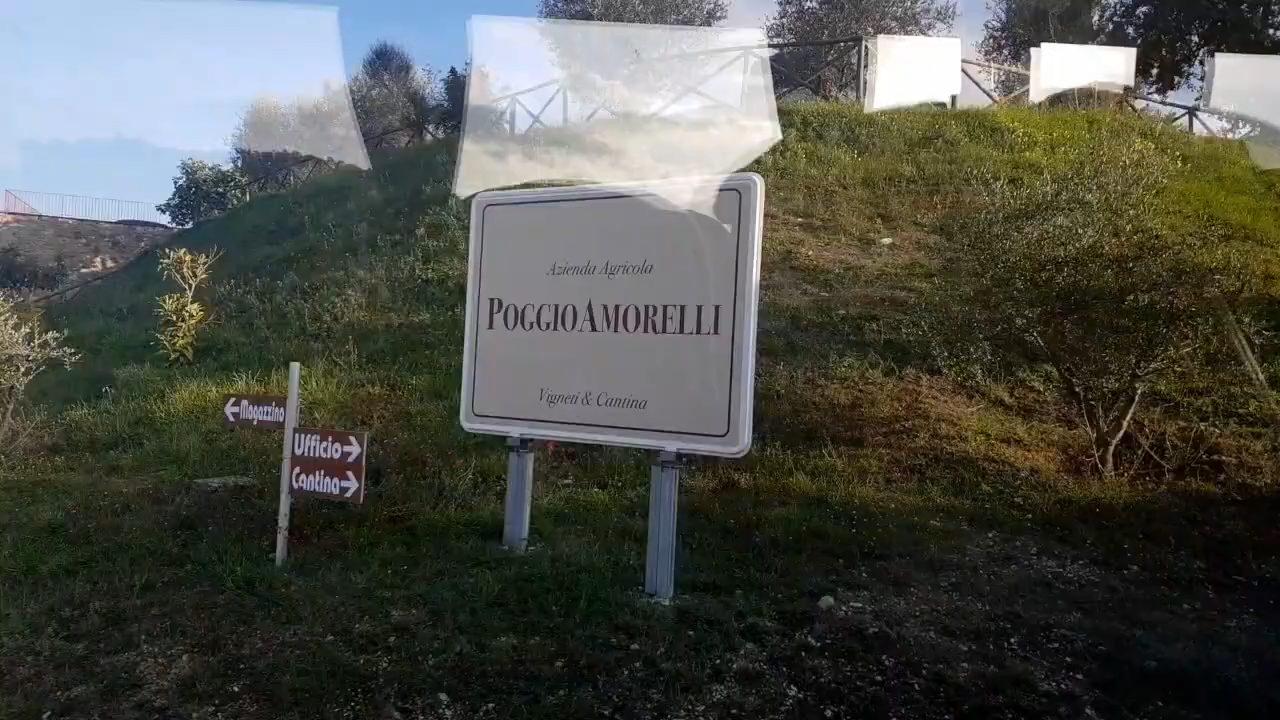 Azienda Agricola
POGGIOAMORELLI
Vigneti & Cantina
←Magazzino
Ufficio→
Cantina→